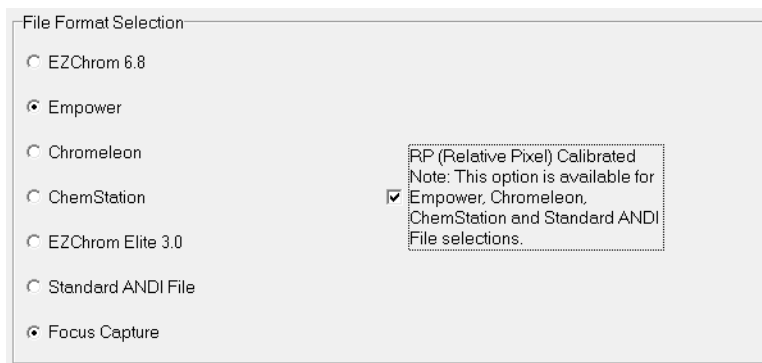 File Format Selection
EZChrom 6.8
Empower
Chromeleon
ChemStation
EZChrom Elite 3.0
Standard ANDI File
Focus Capture
RP (Relative Pixel) Calibrated
Note: This option is available for
Empower, Chromeleon,
ChemStation and Standard ANDI
File selections.